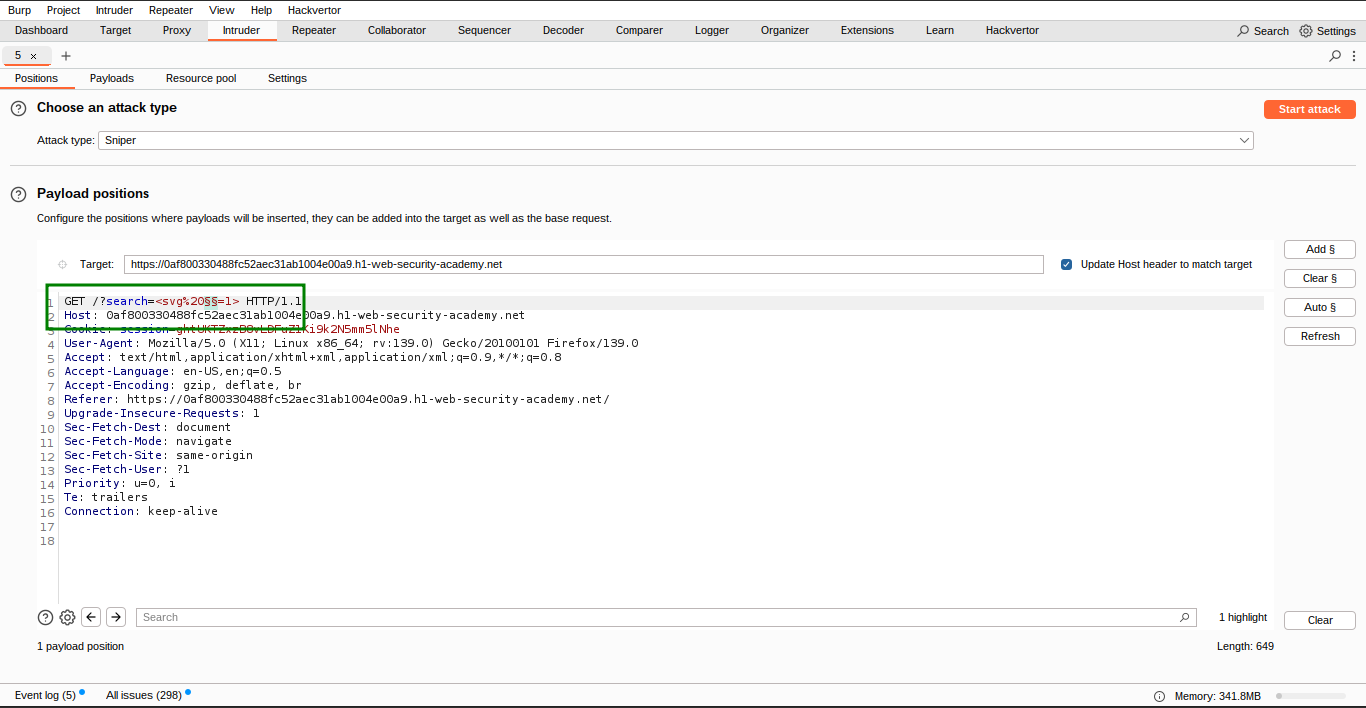 Burp Project Intruder Repeater View Help Hackvertor
Dashboard Target Proxy Intruder Repeater Collaborator Sequencer Decoder Comparer Logger Organizer Extensions Learn Hackvertor Search Settings
5 × +
Positions Payloads Resource pool Settings
? Choose an attack type Start attack
Attack type: Sniper
? Payload positions
Configure the positions where payloads will be inserted, they can be added into the target as well as the base request.
Add §
Target: https://0af800330488fc52aec31ab1004e00a9.h1-web-security-academy.net Update Host header to match target
Clear §
1 GET /?search=<svg%20§§=1> HTTP/1.1
Auto §
2 Host: 0af800330488fc52aec31ab1004e00a9.h1-web-security-academy.net
3 Cookie:
4 User-Agent: Mozilla/5.0 (X11; Linux x86_64; rv:139.0) Gecko/20100101 Firefox/139.0
Refresh
5 Accept: text/html,application/xhtml+xml,application/xml;q=0.9,*/*;q=0.8
6 Accept-Language: en-US,en;q=0.5
7 Accept-Encoding: gzip, deflate, br
8 Referer: https://0af800330488fc52aec31ab1004e00a9.h1-web-security-academy.net/
9 Upgrade-Insecure-Requests: 1
10 Sec-Fetch-Dest: document
11 Sec-Fetch-Mode: navigate
12 Sec-Fetch-Site: same-origin
13 Sec-Fetch-User: ?1
14 Priority: u=0, i
15 Te: trailers
16 Connection: keep-alive
17
18
? Search 1 highlight Clear
1 payload position Length: 649
Event log (5) All issues (298) Memory: 341.8MB